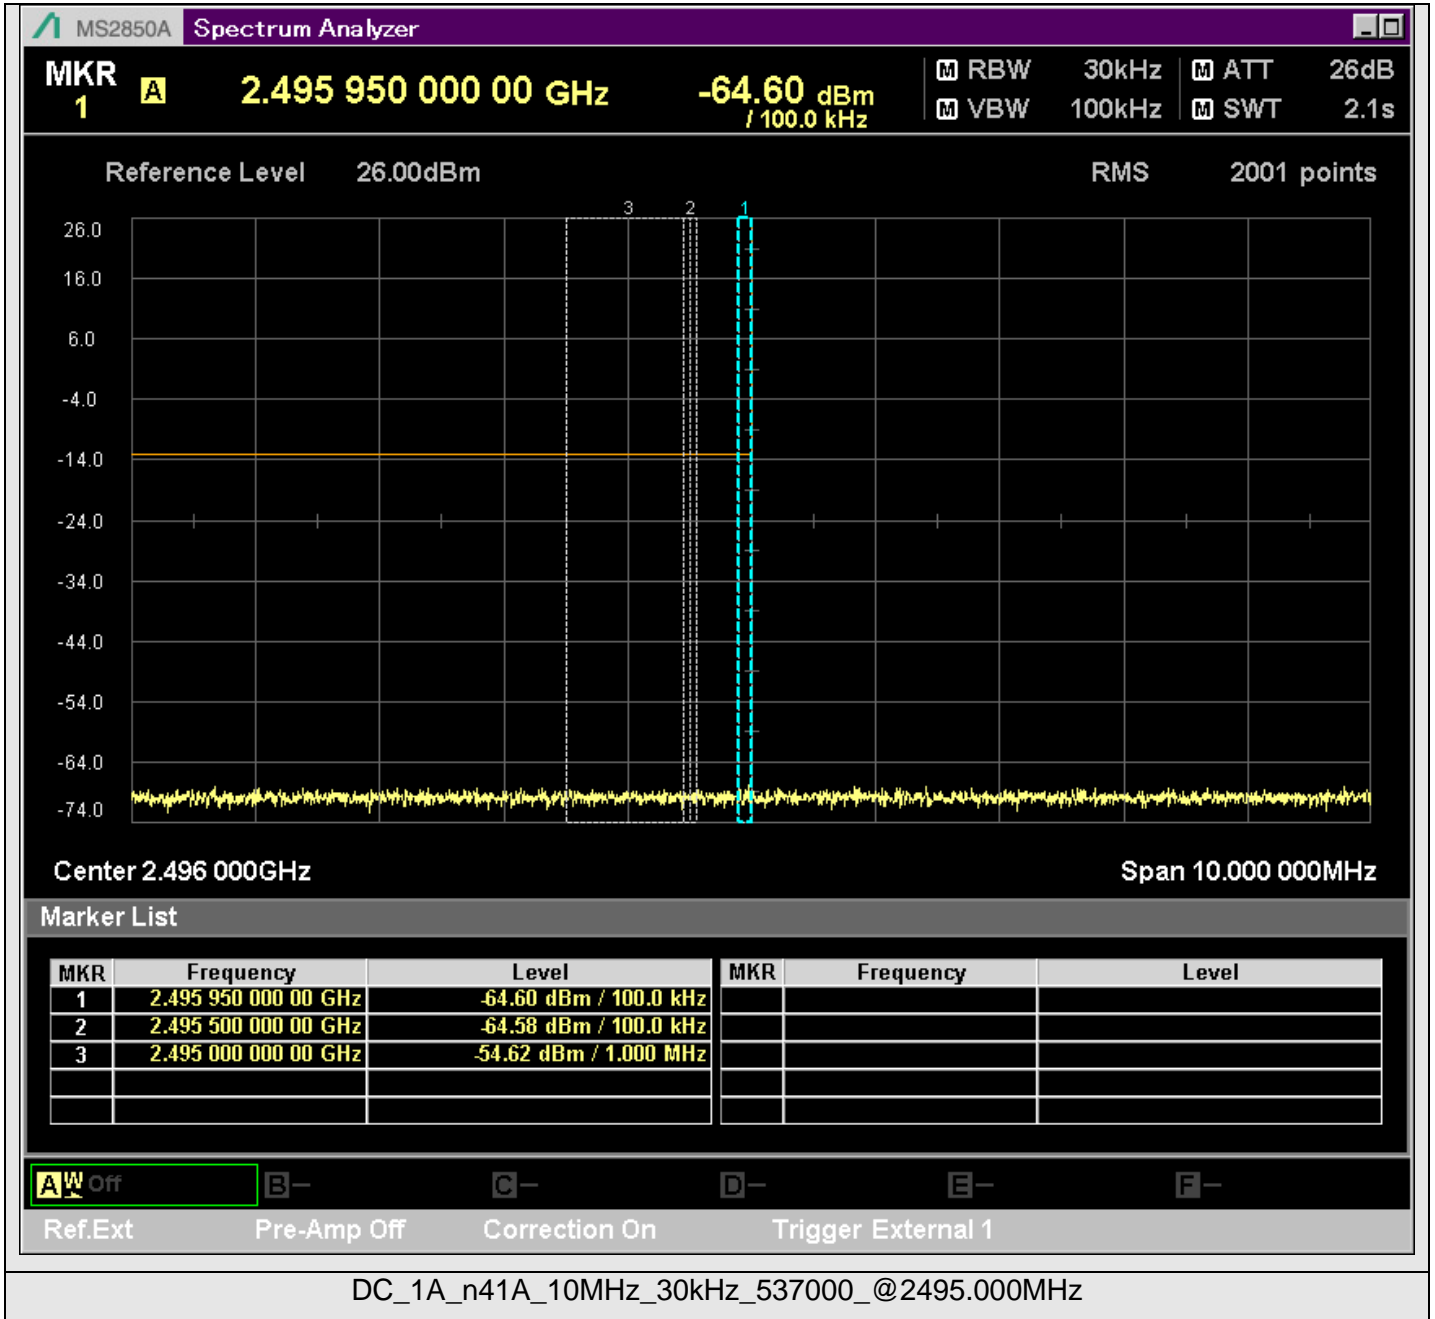 MS2850A Spectrum Analyzer
MKR 1 A 2.495 950 000 00 GHz -64.60 dBm / 100.0 kHz
M RBW 30kHz M ATT 26dB
M VBW 100kHz M SWT 2.1s
Reference Level 26.00dBm RMS 2001 points
3 2 1
26.0
16.0
6.0
-4.0
-14.0
-24.0
-34.0
-44.0
-54.0
-64.0
-74.0
Center 2.496 000GHz Span 10.000 000MHz
Marker List
MKR Frequency Level MKR Frequency Level
1 2.495 950 000 00 GHz -64.60 dBm / 100.0 kHz
2 2.495 500 000 00 GHz -64.58 dBm / 100.0 kHz
3 2.495 000 000 00 GHz -54.62 dBm / 1.000 MHz
A W Off B- C- D- E- F-
Ref.Ext Pre-Amp Off Correction On Trigger External 1
DC_1A_n41A_10MHz_30kHz_537000_@2495.000MHz